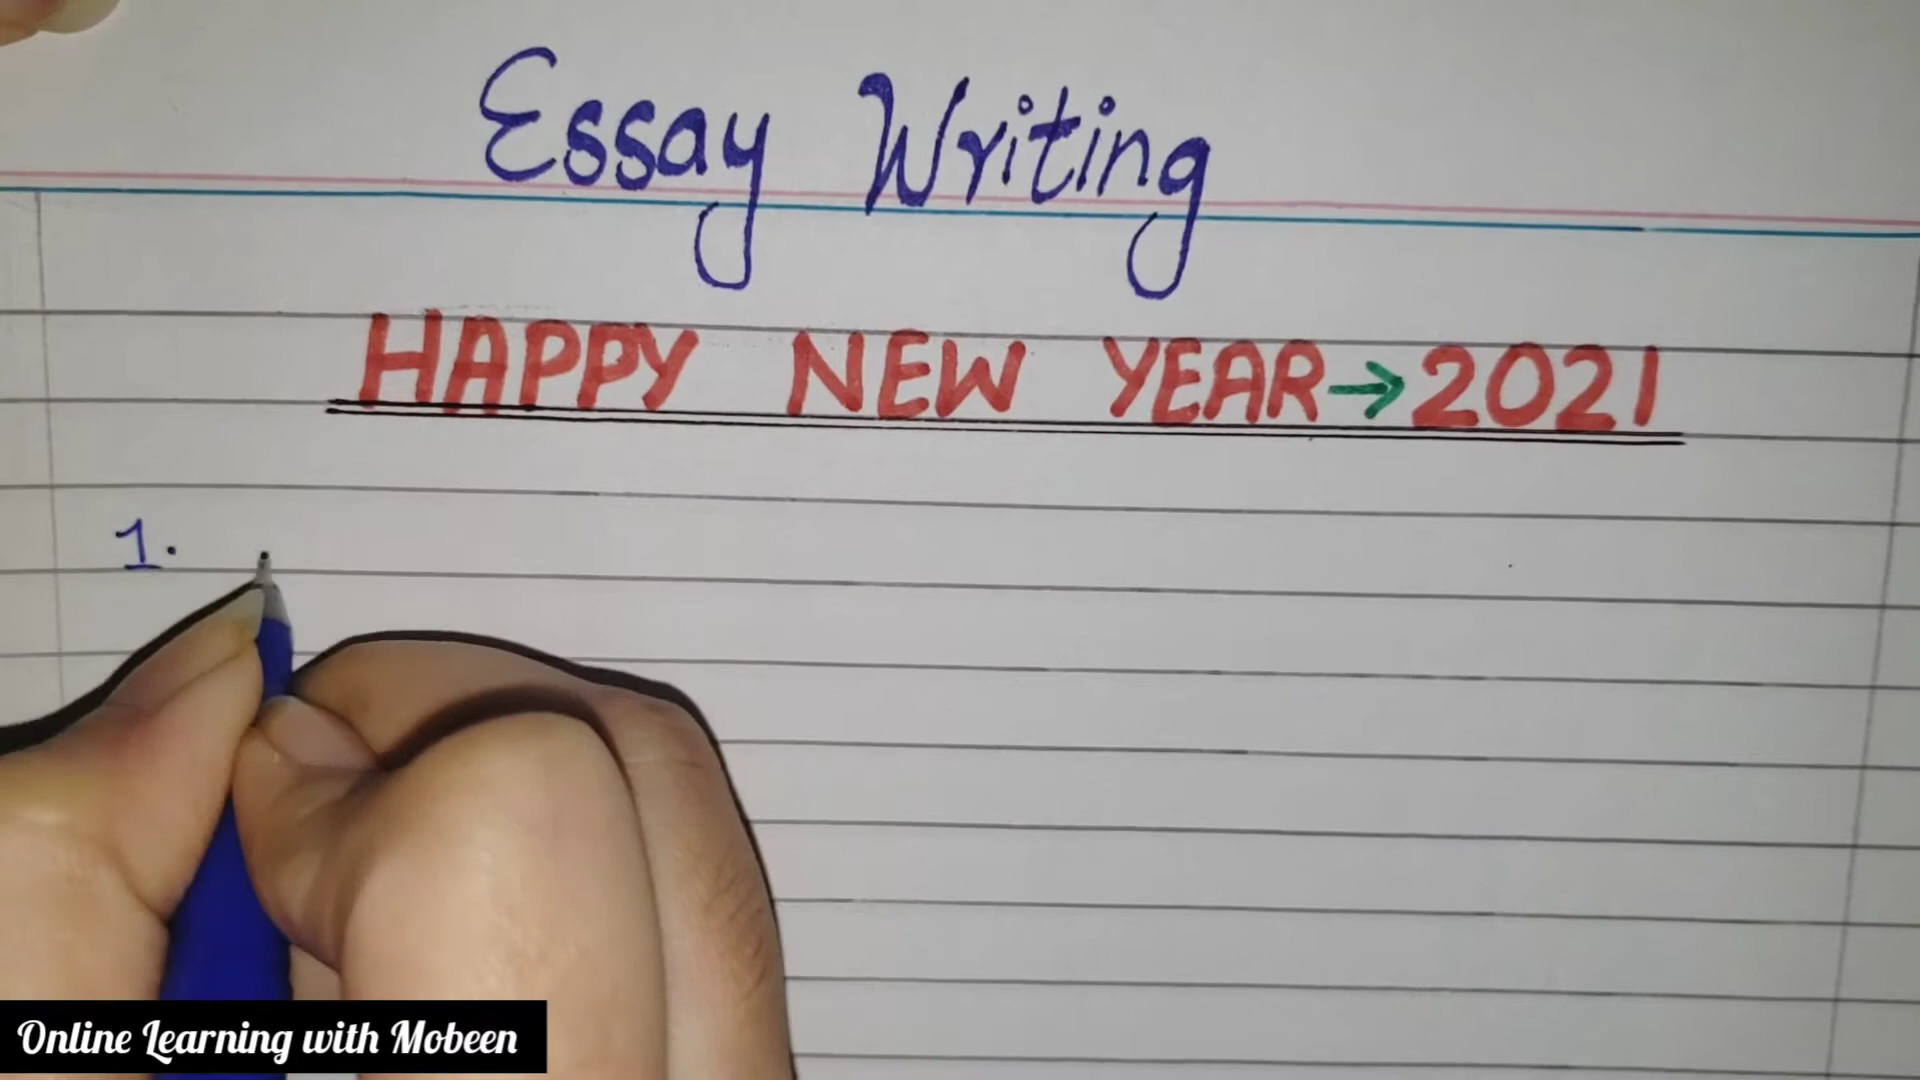 Essay Writing
HAPPY NEW YEAR→2021
1.
Online Learning with Mobeen